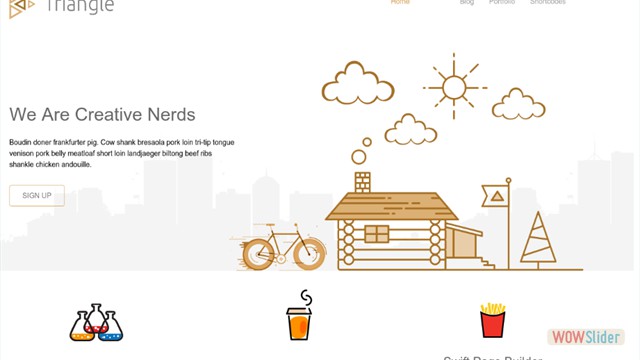 Triangle
Home
Blog
Portfolio
Shortcodes
We Are Creative Nerds
Boudin doner frankfurter pig. Cow shank bresaola pork loin tri-tip tongue
venison pork belly meatloaf short loin landjaeger biltong beef ribs
shankle chicken andouille.
SIGN UP
WOWSlider
Swift Page Builder